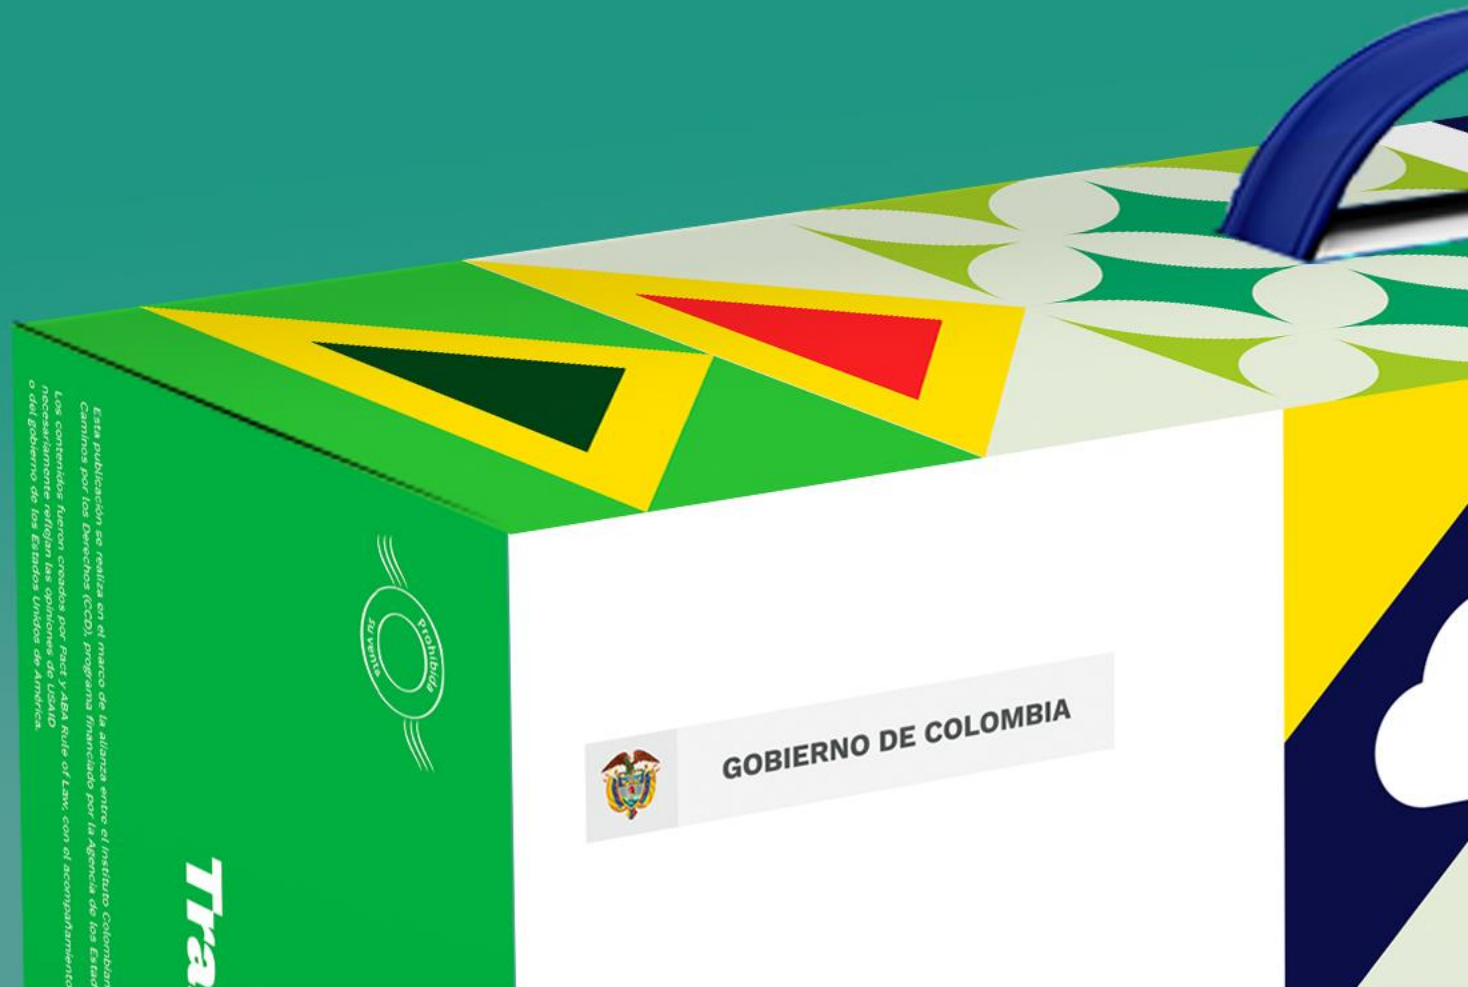 Esta publicación se realiza en el marco de la alianza entre el Instituto Colombian
Caminos por los Derechos (CCD), programa financiado por la Agencia de los Estad
Los contenidos fueron creados por Pact y ABA Rule of Law, con el acompañamiento
necesariamente reflejan las opiniones de USAID
o del gobierno de los Estados Unidos de América.
Prohibida
su venta
Tra
GOBIERNO DE COLOMBIA